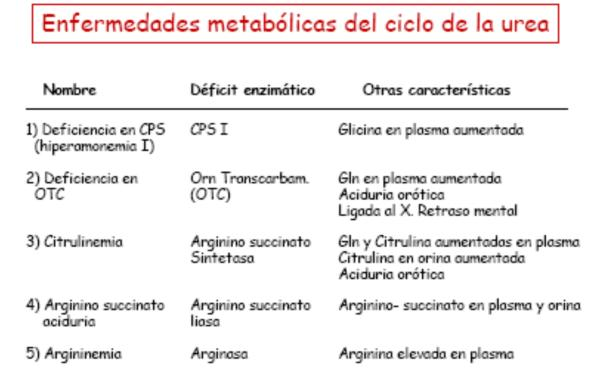 Enfermedades metabólicas del ciclo de la urea
Nombre Déficit enzimático Otras características
1) Deficiencia en CPS CPS I Glicina en plasma aumentada
(hiperamonemia I)
2) Deficiencia en Orn Transcarbam. Gln en plasma aumentada
OTC (OTC) Aciduria orótica
Ligada al X. Retraso mental
3) Citrulinemia Arginino succinato Gln y Citrulina aumentadas en plasma
Sintetasa Citrulina en orina aumentada
Aciduria orótica
4) Arginino succinato Arginino succinato Arginino- succinato en plasma y orina
aciduria liasa
5) Argininemia Arginasa Arginina elevada en plasma